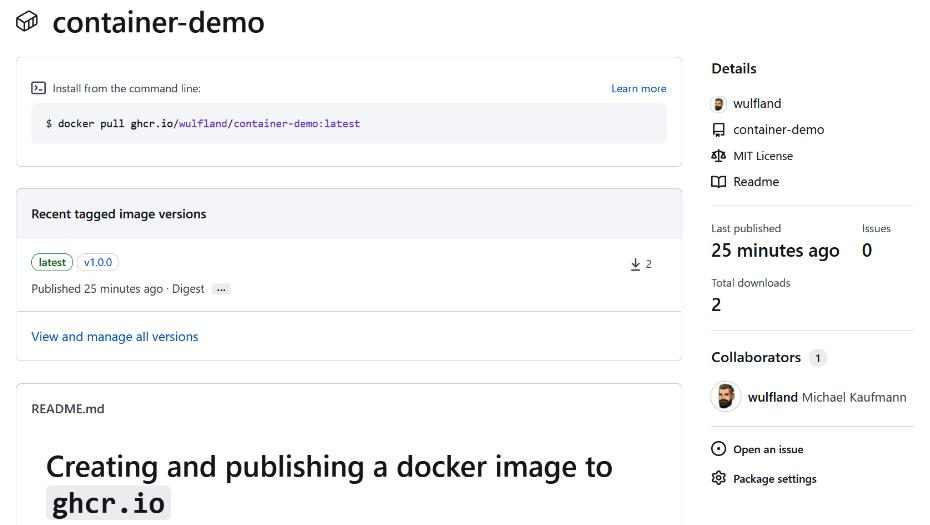 container-demo
Install from the command line:
Learn more
$ docker pull ghcr.io/wulfland/container-demo:latest
Recent tagged image versions
latest v1.0.0
2
Published 25 minutes ago · Digest ...
View and manage all versions
README.md
Creating and publishing a docker image to
ghcr.io
Details
wulfland
container-demo
MIT License
Readme
Last published Issues
25 minutes ago 0
Total downloads
2
Collaborators 1
wulfland Michael Kaufmann
Open an issue
Package settings